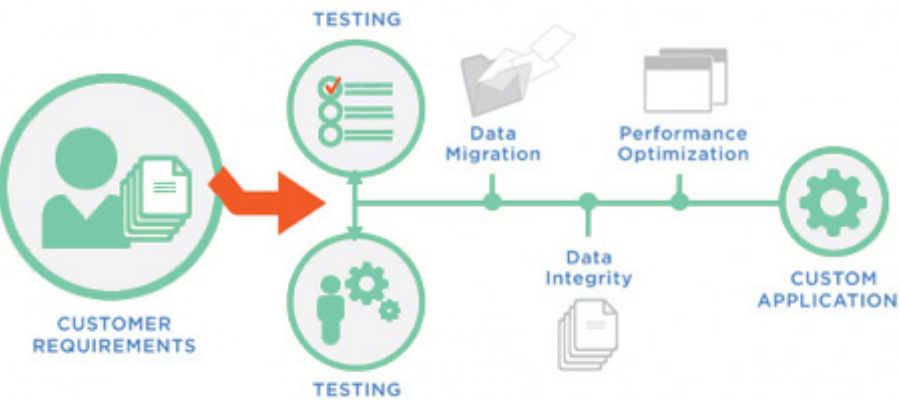 TESTING
Data
Migration
Performance
Optimization
Data
Integrity
CUSTOM
APPLICATION
CUSTOMER
REQUIREMENTS
TESTING